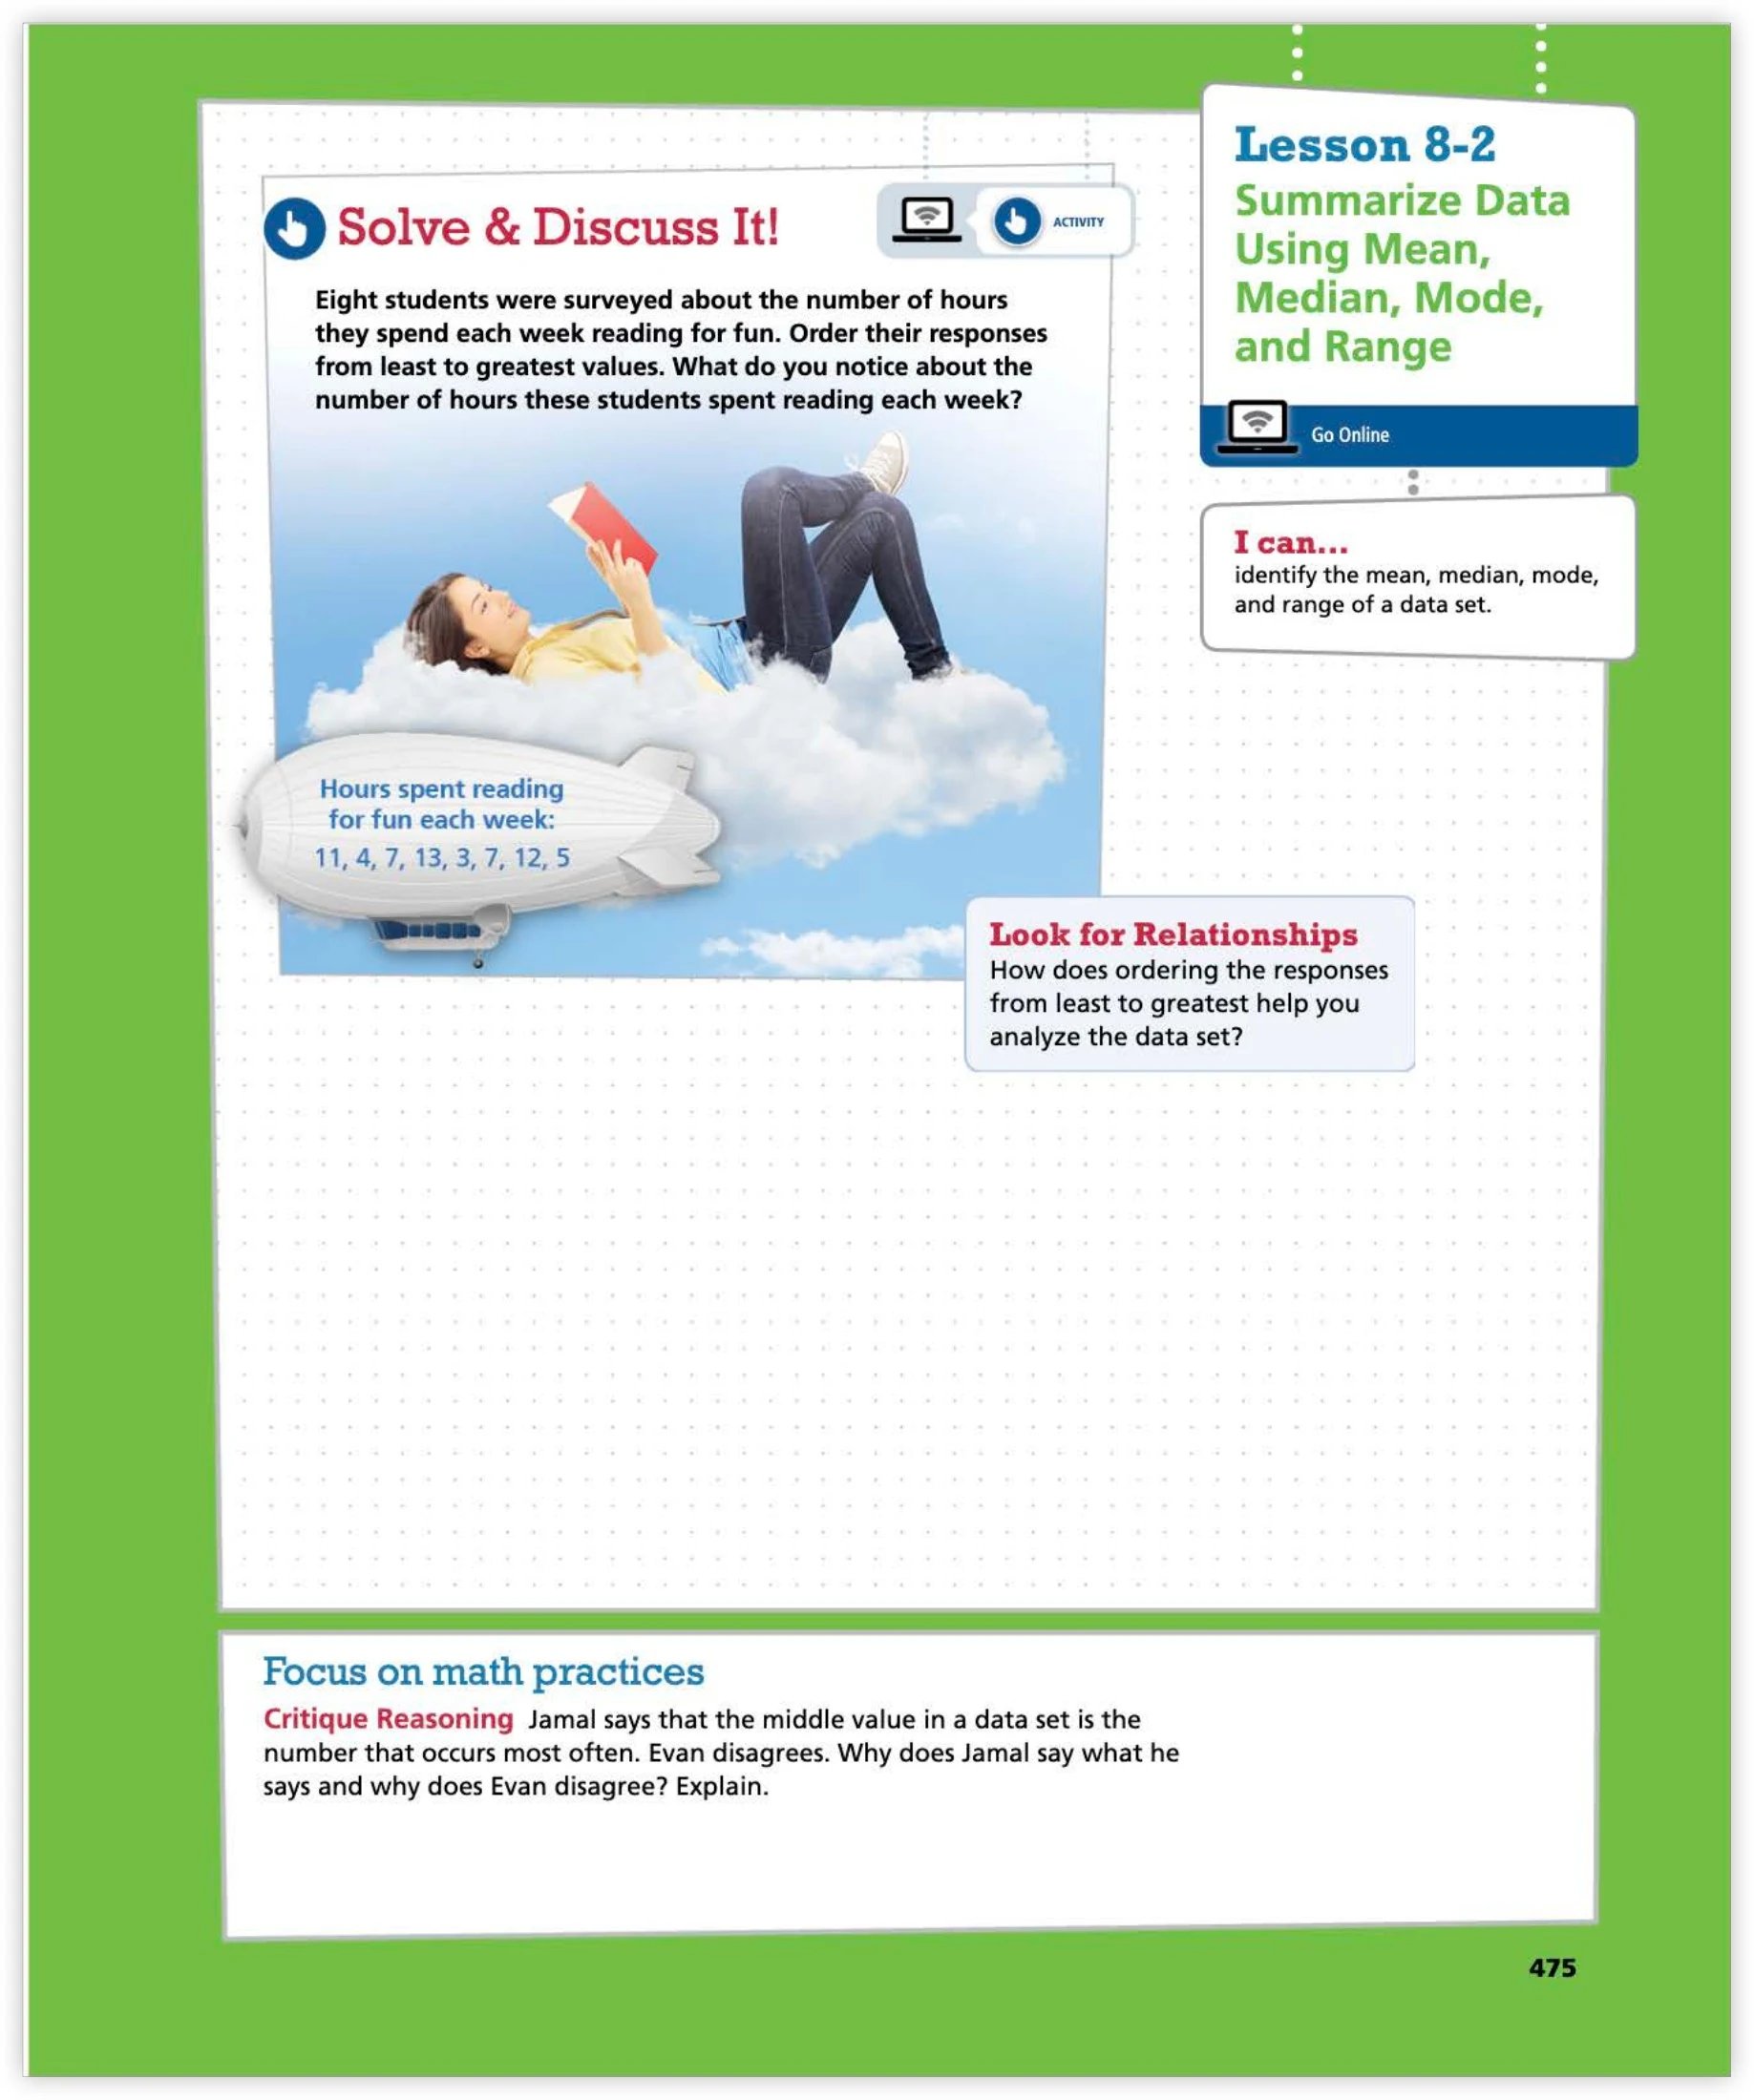 Lesson 8-2
Summarize Data
Using Mean,
Median, Mode,
and Range
Go Online
I can...
identify the mean, median, mode,
and range of a data set.
Solve & Discuss It!
ACTIVITY
Eight students were surveyed about the number of hours
they spend each week reading for fun. Order their responses
from least to greatest values. What do you notice about the
number of hours these students spent reading each week?
Hours spent reading
for fun each week:
11, 4, 7, 13, 3, 7, 12, 5
Look for Relationships
How does ordering the responses
from least to greatest help you
analyze the data set?
Focus on math practices
Critique Reasoning Jamal says that the middle value in a data set is the
number that occurs most often. Evan disagrees. Why does Jamal say what he
says and why does Evan disagree? Explain.
475